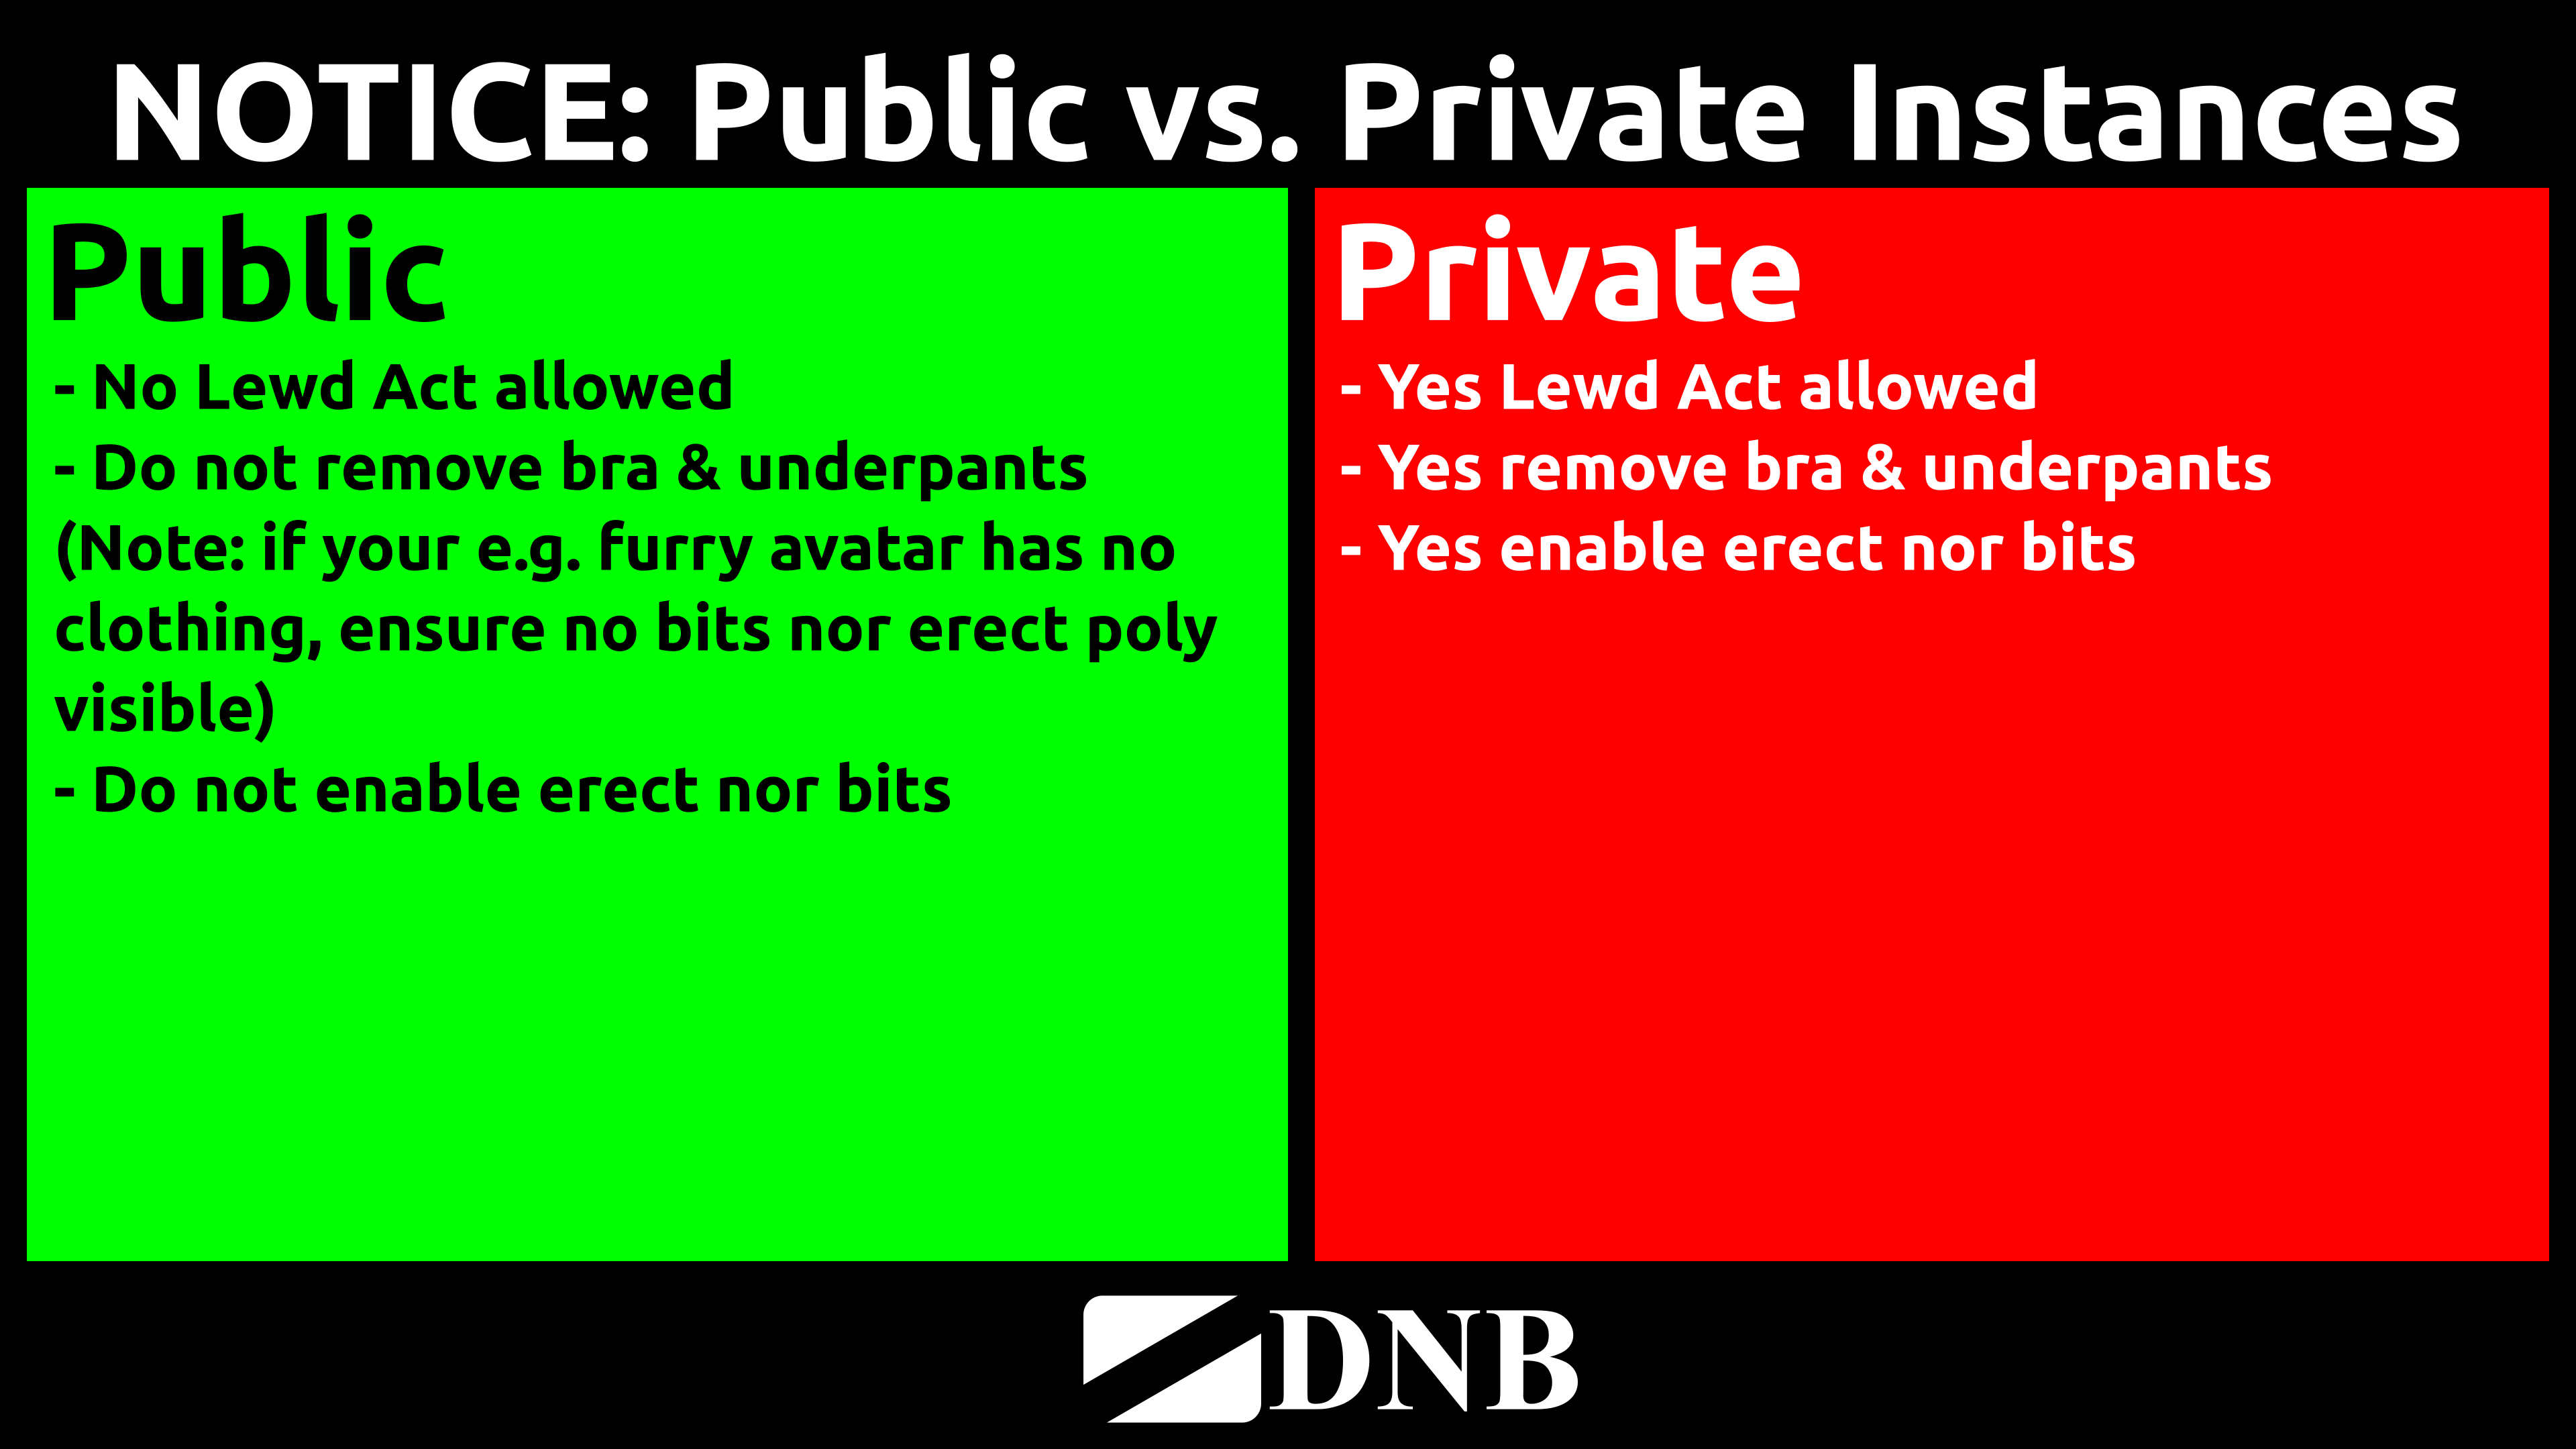 NOTICE: Public vs. Private Instances
Public
- No Lewd Act allowed
- Do not remove bra & underpants
(Note: if your e.g. furry avatar has no
clothing, ensure no bits nor erect poly
visible)
- Do not enable erect nor bits
Private
- Yes Lewd Act allowed
- Yes remove bra & underpants
- Yes enable erect nor bits
DNB